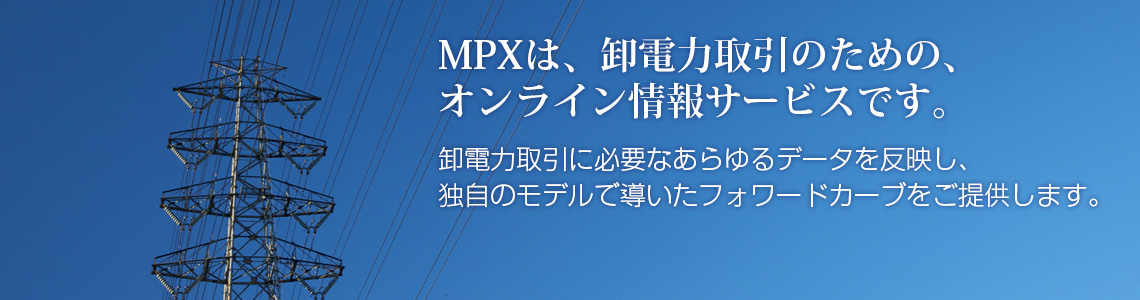 MPXは、卸電力取引のための、
オンライン情報サービスです。
卸電力取引に必要なあらゆるデータを反映し、
独自のモデルで導いたフォワードカーブをご提供します。